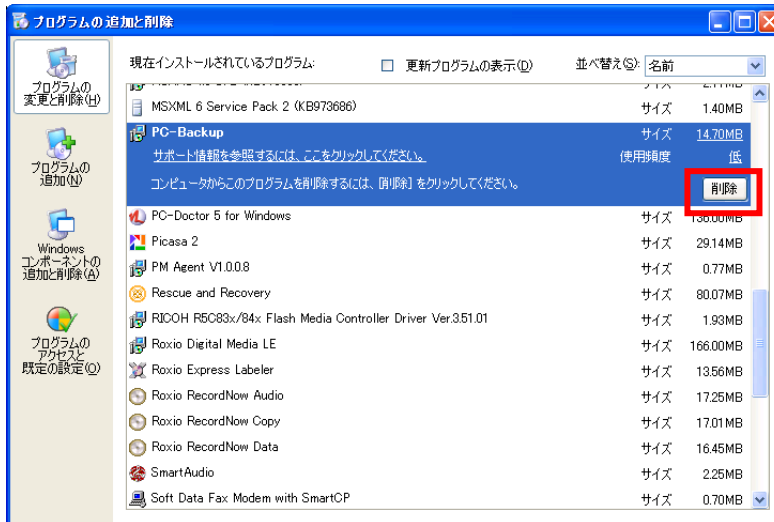 プログラムの追加と削除
現在インストールされているプログラム:
更新プログラムの表示(D)
並べ替え(S):
名前
プログラムの
変更と削除(H)
プログラムの
追加(N)
Windows
コンポーネントの
追加と削除(A)
プログラムの
アクセスと
既定の設定(O)
MSXML 6 Service Pack 2 (KB973686) サイズ 1.40MB
PC-Backup サイズ 14.70MB
サポート情報を参照するには、ここをクリックしてください。 使用頻度 低
コンピュータからこのプログラムを削除するには、[削除] をクリックしてください。
削除
PC-Doctor 5 for Windows サイズ 136.00MB
Picasa 2 サイズ 29.14MB
PM Agent V1.0.0.8 サイズ 0.77MB
Rescue and Recovery サイズ 80.07MB
RICOH R5C83x/84x Flash Media Controller Driver Ver.3.51.01 サイズ 1.93MB
Roxio Digital Media LE サイズ 166.00MB
Roxio Express Labeler サイズ 13.56MB
Roxio RecordNow Audio サイズ 17.25MB
Roxio RecordNow Copy サイズ 17.01MB
Roxio RecordNow Data サイズ 16.45MB
SmartAudio サイズ 2.25MB
Soft Data Fax Modem with SmartCP サイズ 0.70MB